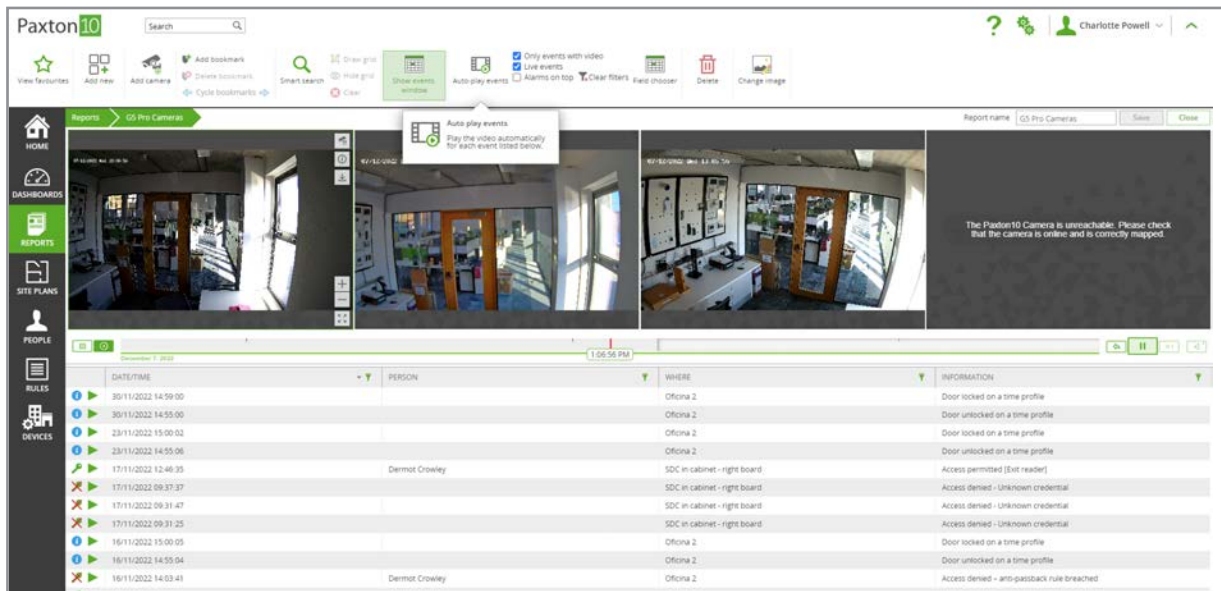 Paxton10
Search
Charlotte Powell
View favourites
Add new
Add camera
Add bookmark
Delete bookmark
Cycle bookmarks
Smart search
Draw grid
Hide grid
Clear
Show events
window
Auto-play events
Only events with video
Live events
Alarms on top
Clear filters
Field chooser
Delete
Change image
HOME
DASHBOARDS
REPORTS
SITE PLANS
PEOPLE
RULES
DEVICES
Reports
G5 Pro Cameras
Report name
G5 Pro Cameras
Save
Close
Auto play events
Play the video automatically
for each event listed below.
The Paxton10 Camera is unreachable. Please check
that the camera is online and is correctly mapped.
December 7, 2022
1:06:56 PM
DATE/TIME PERSON WHERE INFORMATION
30/11/2022 14:59:00 Oficina 2 Door locked on a time profile
30/11/2022 14:55:00 Oficina 2 Door unlocked on a time profile
23/11/2022 15:00:02 Oficina 2 Door locked on a time profile
23/11/2022 14:55:06 Oficina 2 Door unlocked on a time profile
17/11/2022 12:46:35 Dermot Crowley SDC in cabinet - right board Access permitted [Exit reader]
17/11/2022 09:37:37 SDC in cabinet - right board Access denied - Unknown credential
17/11/2022 09:31:47 SDC in cabinet - right board Access denied - Unknown credential
17/11/2022 09:31:25 SDC in cabinet - right board Access denied - Unknown credential
16/11/2022 15:00:05 Oficina 2 Door locked on a time profile
16/11/2022 14:55:04 Oficina 2 Door unlocked on a time profile
16/11/2022 14:03:41 Dermot Crowley Oficina 2 Access denied – anti-passback rule breached